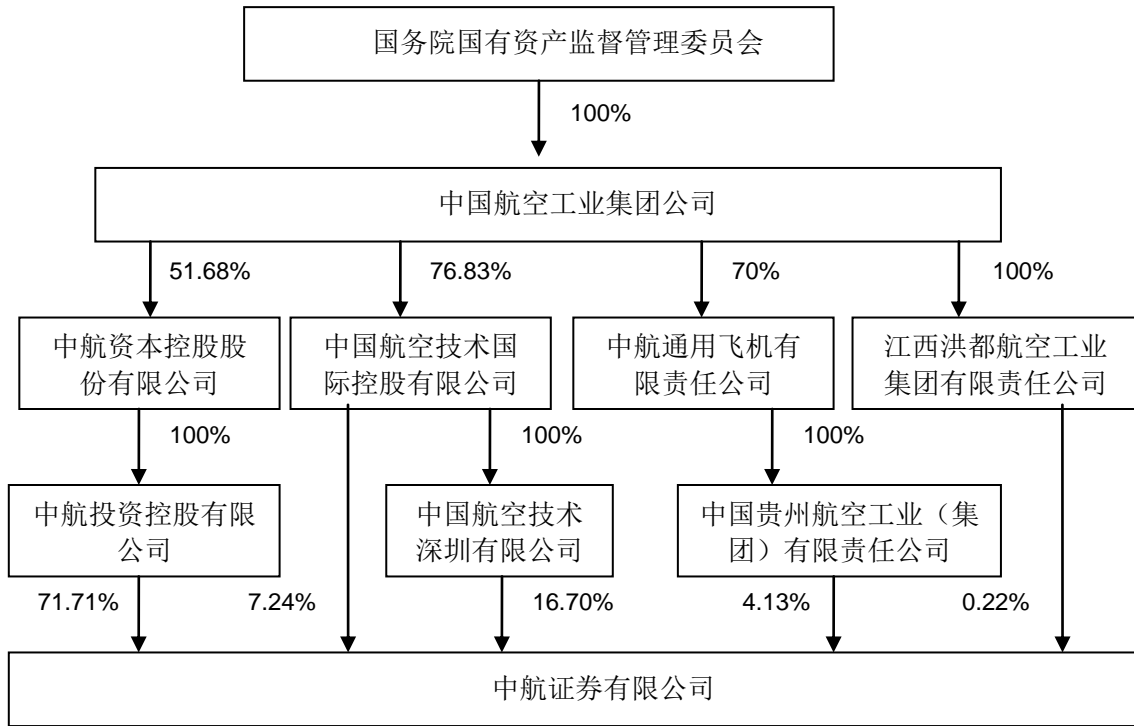 国务院国有资产监督管理委员会
100%
中国航空工业集团公司
51.68%
76.83%
70%
100%
中航资本控股股
份有限公司
中国航空技术国
际控股有限公司
中航通用飞机有
限责任公司
江西洪都航空工业
集团有限责任公司
100%
100%
100%
中航投资控股有限
公司
中国航空技术
深圳有限公司
中国贵州航空工业（集
团）有限责任公司
71.71%
7.24%
16.70%
4.13%
0.22%
中航证券有限公司